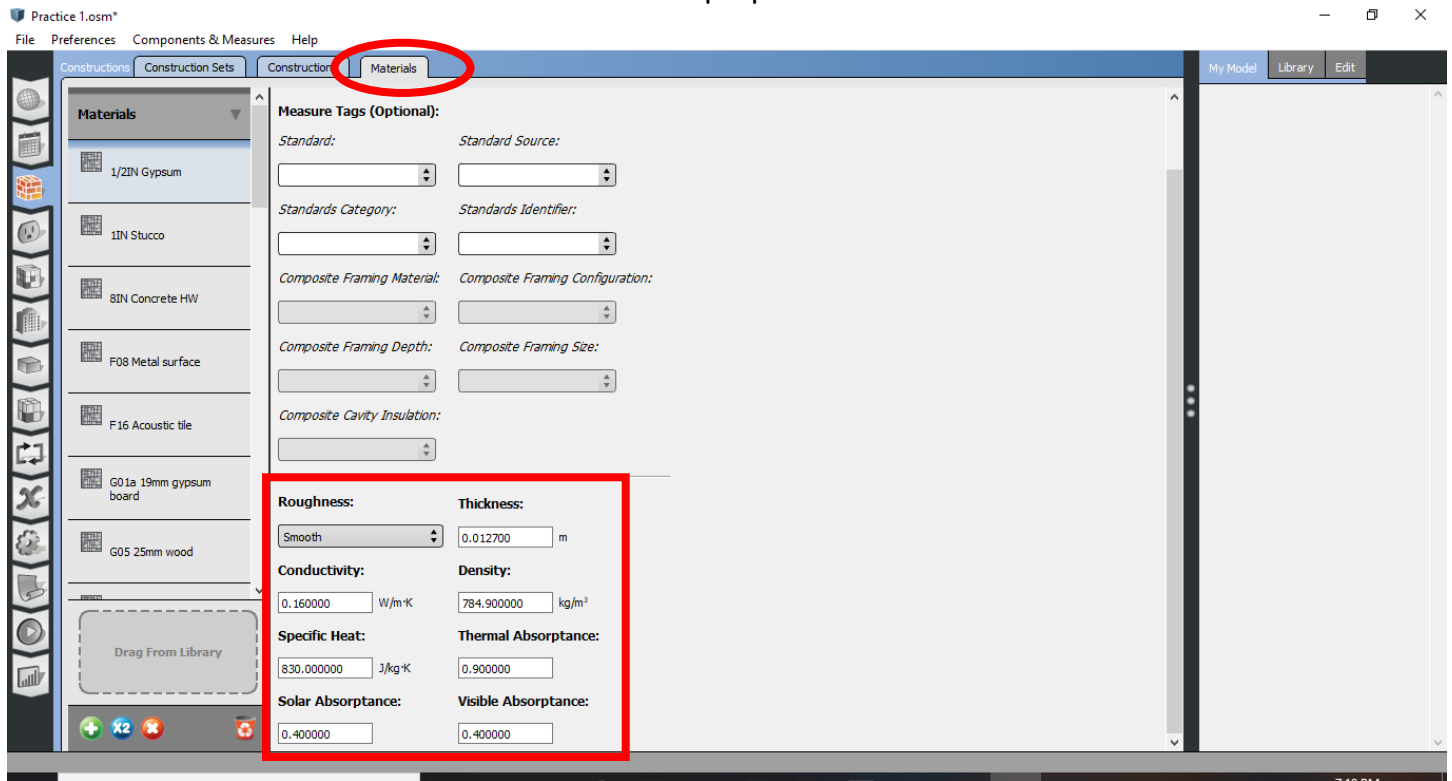 Practice 1.osm*
File Preferences Components & Measures Help
Constructions Construction Sets Construction Materials My Model Library Edit
Materials
1/2IN Gypsum
1IN Stucco
8IN Concrete HW
F08 Metal surface
F16 Acoustic tile
G01a 19mm gypsum
board
G05 25mm wood
Drag From Library
X2
Measure Tags (Optional):
Standard: Standard Source:
Standards Category: Standards Identifier:
Composite Framing Material: Composite Framing Configuration:
Composite Framing Depth: Composite Framing Size:
Composite Cavity Insulation:
Roughness: Thickness:
Smooth 0.012700 m
Conductivity: Density:
0.160000 W/m·K 784.900000 kg/m³
Specific Heat: Thermal Absorptance:
830.000000 J/kg·K 0.900000
Solar Absorptance: Visible Absorptance:
0.400000 0.400000